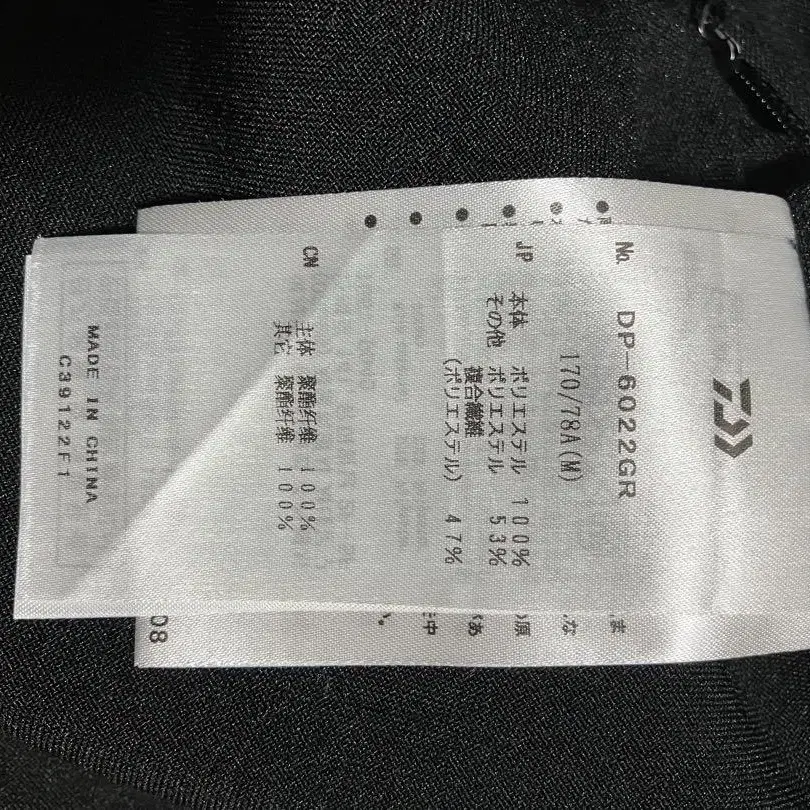 No. DP-6022GR
170/78A(M)
JP 本体 ポリエステル 100%
その他 ポリエステル 53%
複合繊維
(ポリエステル) 47%
CN 主体 聚酯纤维 100%
其它 聚酯纤维 100%
MADE IN CHINA
C39122F1
08